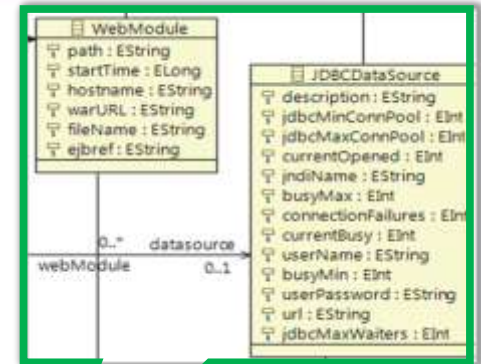 WebModule
path : EString
startTime : ELong
hostname : EString
warURL : EString
fileName : EString
ejbref : EString
JDBCDataSource
description : EString
jdbcMinConnPool : EInt
jdbcMaxConnPool : EInt
currentOpened : EInt
jndiName : EString
busyMax : EInt
connectionFailures : EInt
currentBusy : EInt
userName : EString
busyMin : EInt
userPassword : EString
url : EString
jdbcMaxWaiters : EInt
0..*
datasource
webModule
0..1